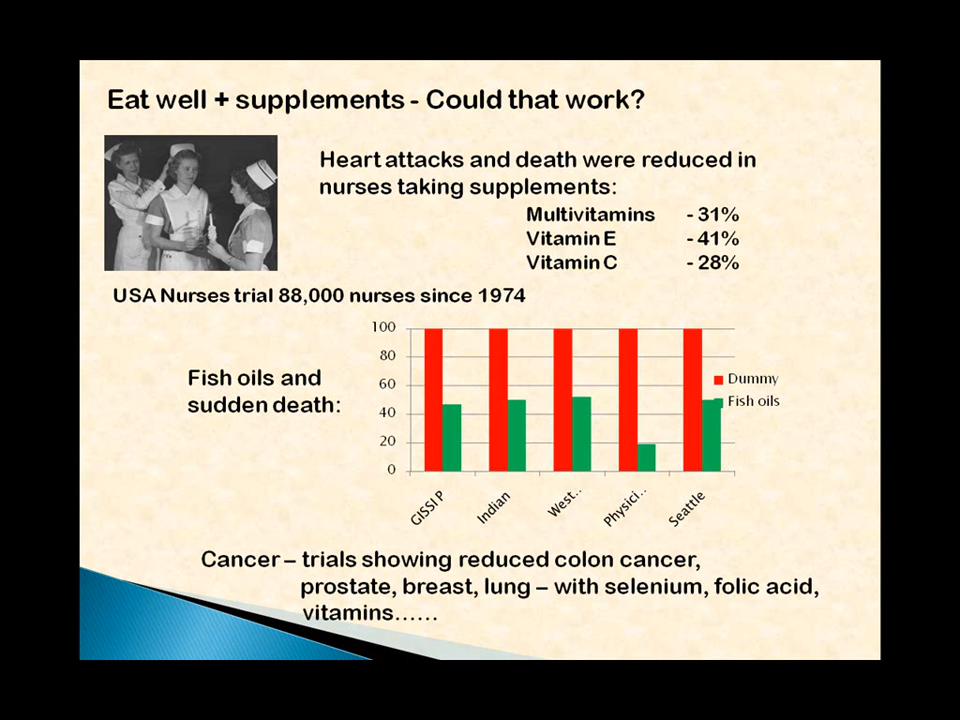 Eat well + supplements - Could that work?
Heart attacks and death were reduced in
nurses taking supplements:
Multivitamins - 31%
Vitamin E - 41%
Vitamin C - 28%
USA Nurses trial 88,000 nurses since 1974
Fish oils and
sudden death:
100
80
60
40
20
0
GISSI P
Indian
West..
Physici..
Seattle
Dummy
Fish oils
Cancer – trials showing reduced colon cancer,
prostate, breast, lung – with selenium, folic acid,
vitamins……